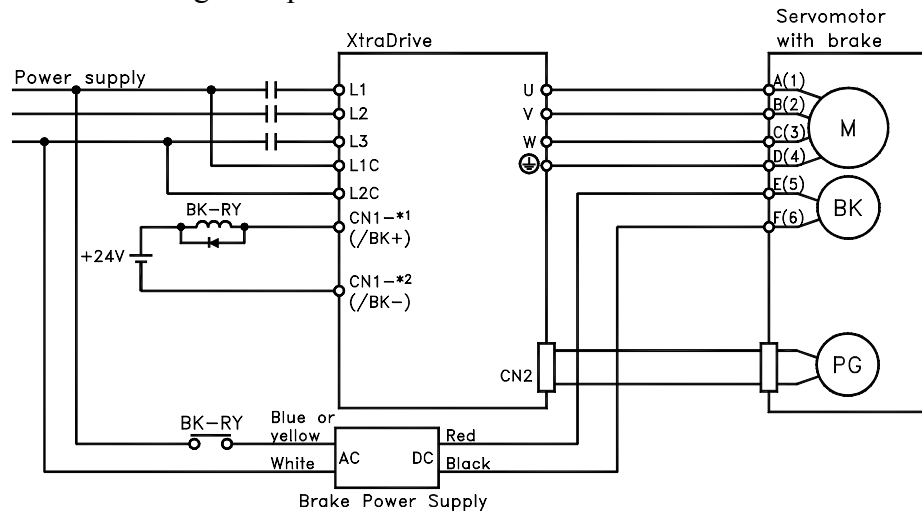 Servomotor
with brake
XtraDrive
Power supply
L1
L2
L3
L1C
L2C
BK-RY
CN1-*1
(/BK+)
+24V
CN1-*2
(/BK-)
U
V
W
A(1)
B(2)
C(3)
D(4)
E(5)
F(6)
M
BK
PG
CN2
BK-RY
Blue or
yellow
White
AC
DC
Red
Black
Brake Power Supply